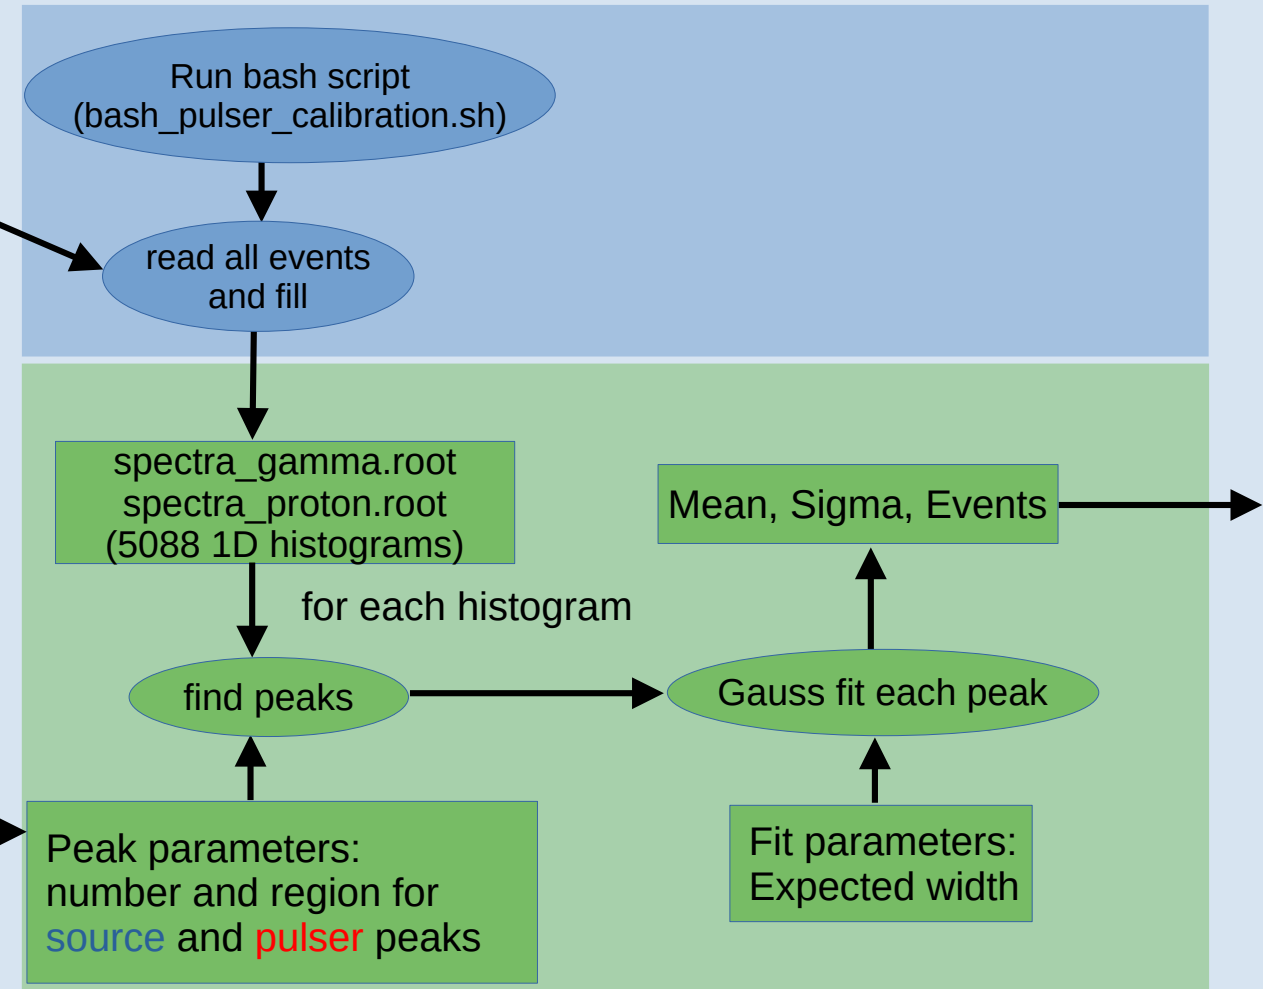 Run bash script
(bash_pulser_calibration.sh)
read all events
and fill
spectra_gamma.root
spectra_proton.root
(5088 1D histograms)
Mean, Sigma, Events
for each histogram
find peaks
Gauss fit each peak
Peak parameters:
number and region for
source and pulser peaks
Fit parameters:
Expected width